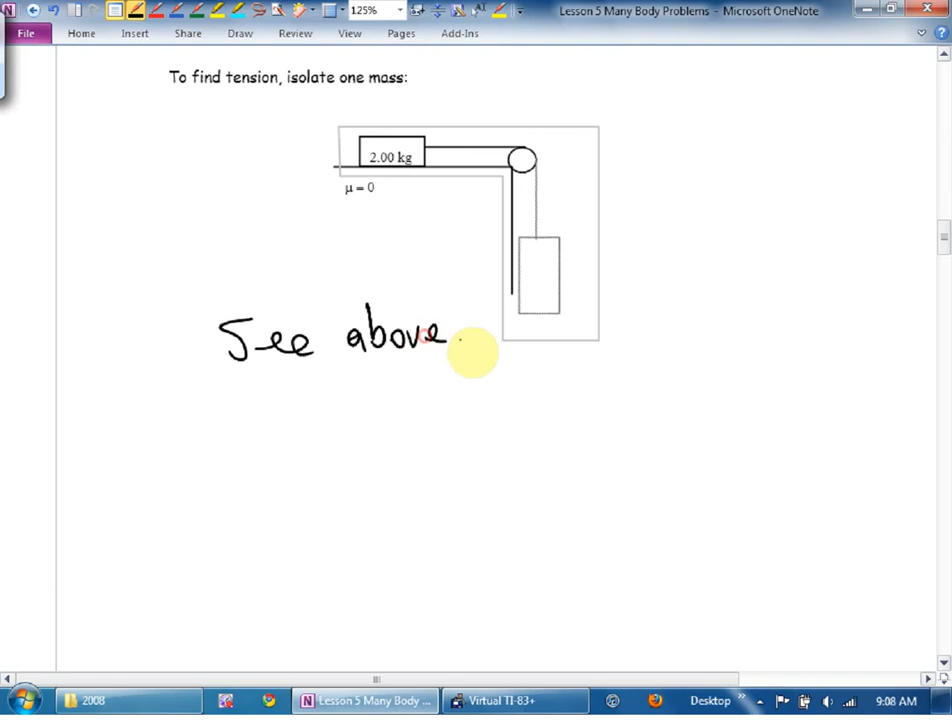 125%
Lesson 5 Many Body Problems - Microsoft OneNote
File Home Insert Share Draw Review View Pages Add-Ins
To find tension, isolate one mass:
2.00 kg
μ = 0
See above
2008
Lesson 5 Many Body ...
Virtual TI-83+
Desktop
9:08 AM